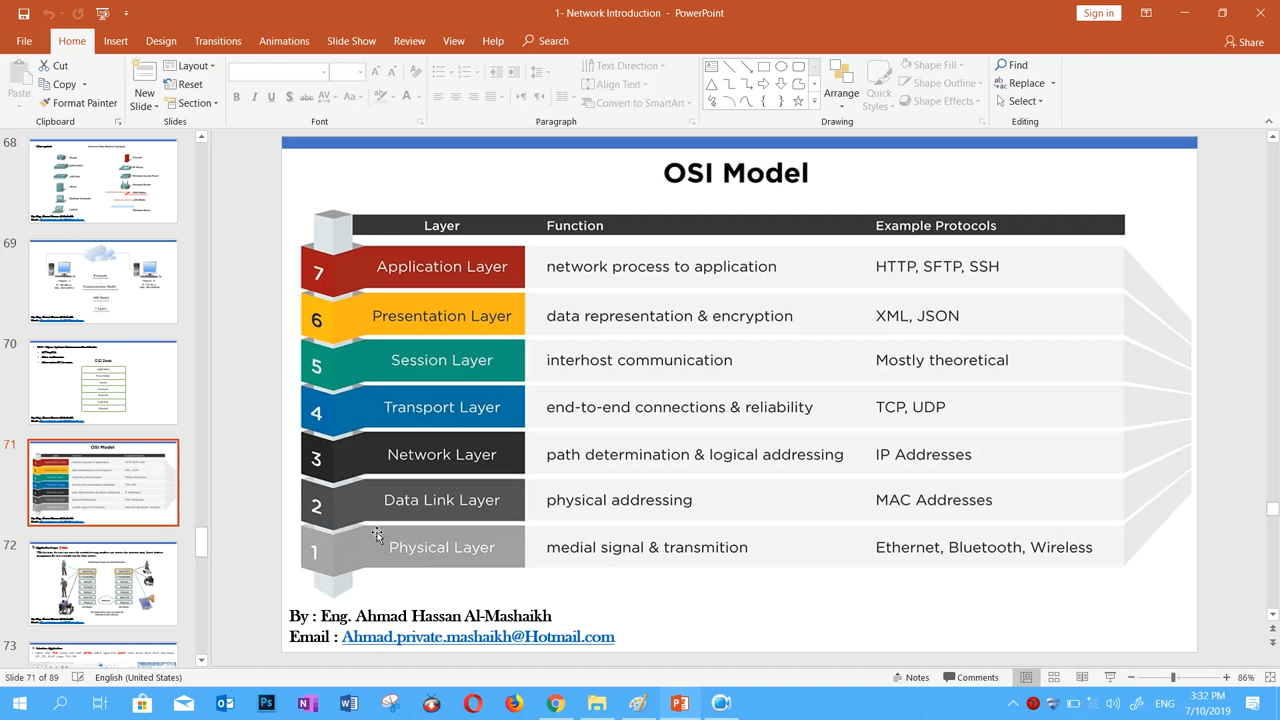 1- Network Introduction - PowerPoint
Sign in
File Home Insert Design Transitions Animations Slide Show Review View Help Search Share
Paste Cut Copy Format Painter
New Slide Layout Reset Section
Text Direction Align Text Convert to SmartArt
Arrange Quick Styles Shape Fill Shape Outline Shape Effects
Find Replace Select
Clipboard Slides Font Paragraph Drawing Editing
68
69
70
71
OSI Model
72
73
OSI Model
Layer Function Example Protocols
7 Application Layer network process to application HTTP, SFTP, SSH
6 Presentation Layer data representation & encryption XML, JSON
5 Session Layer interhost communication Mostly theoretical
4 Transport Layer end-to-end connections & reliability TCP, UDD
3 Network Layer path determination & logical addressing IP Address
2 Data Link Layer physical addressing MAC Addresses
1 Physical Layer medial signal & transmition Ethernet, Bluetooth, Wireless
By : Eng. Ahmad Hassan Al-Mashaikh
Email : Ahmad.private.mashaikh@Hotmail.com
Slide 71 of 89 English (United States) Notes Comments 86%
ENG 3:32 PM
7/10/2019